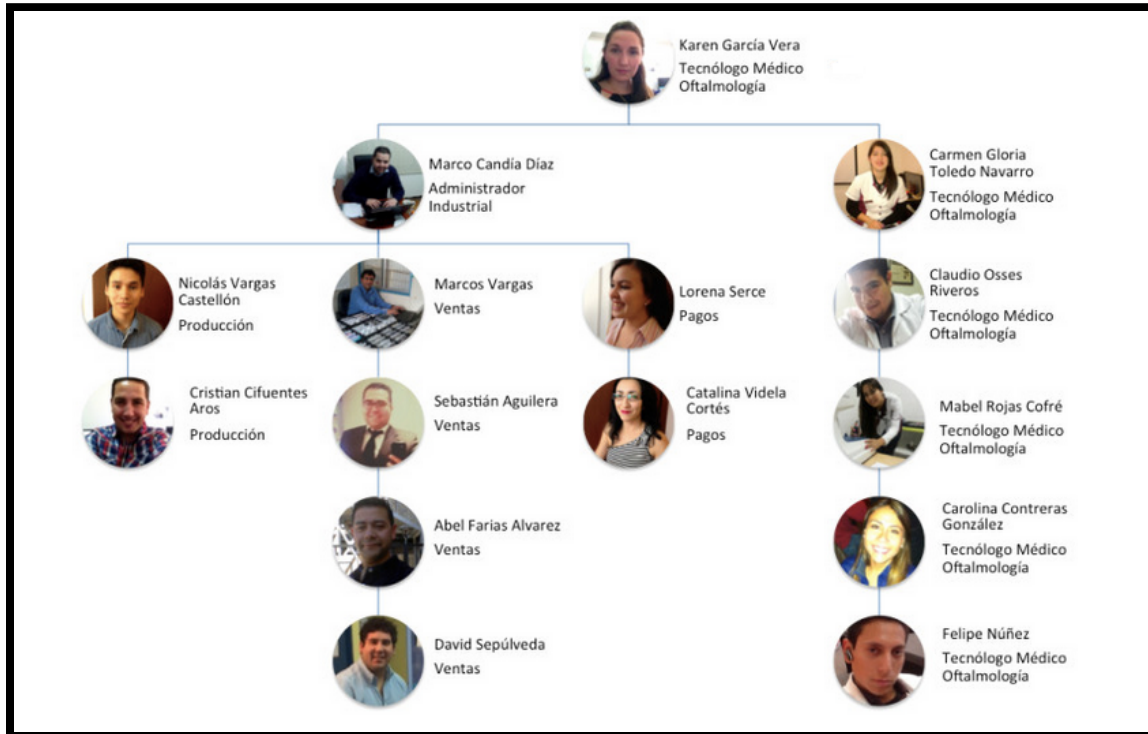 Karen García Vera
Tecnólogo Médico
Oftalmología
Marco Candía Díaz
Administrador
Industrial
Carmen Gloria
Toledo Navarro
Tecnólogo Médico
Oftalmología
Nicolás Vargas
Castellón
Producción
Marcos Vargas
Ventas
Lorena Serce
Pagos
Claudio Osses
Riveros
Tecnólogo Médico
Oftalmología
Cristian Cifuentes
Aros
Producción
Sebastián Aguilera
Ventas
Catalina Videla
Cortés
Pagos
Mabel Rojas Cofré
Tecnólogo Médico
Oftalmología
Abel Farias Alvarez
Ventas
Carolina Contreras
González
Tecnólogo Médico
Oftalmología
David Sepúlveda
Ventas
Felipe Núñez
Tecnólogo Médico
Oftalmología